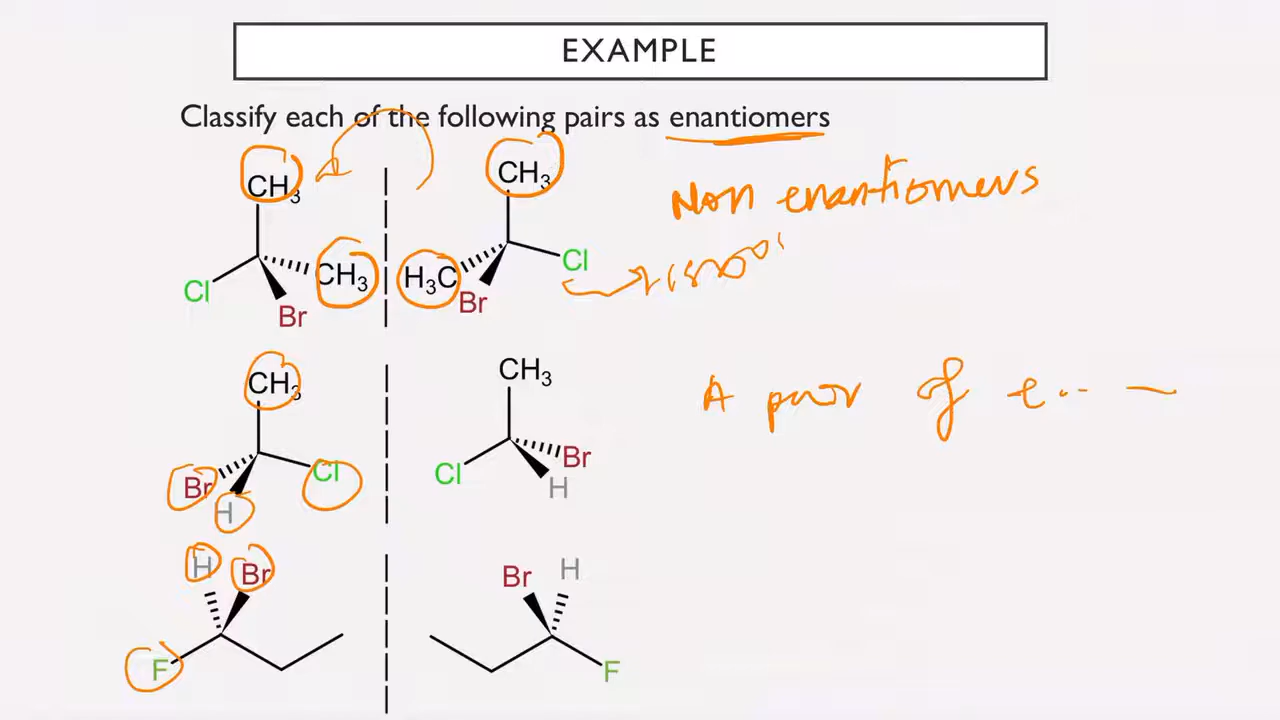 EXAMPLE
Classify each of the following pairs as enantiomers
CH3 CH3
Non enantiomers
Cl CH3 H3C Cl
Br Br
180°
CH3 CH3
A pair of e.. —
Br Cl Cl Br
H H
H Br Br H
F F